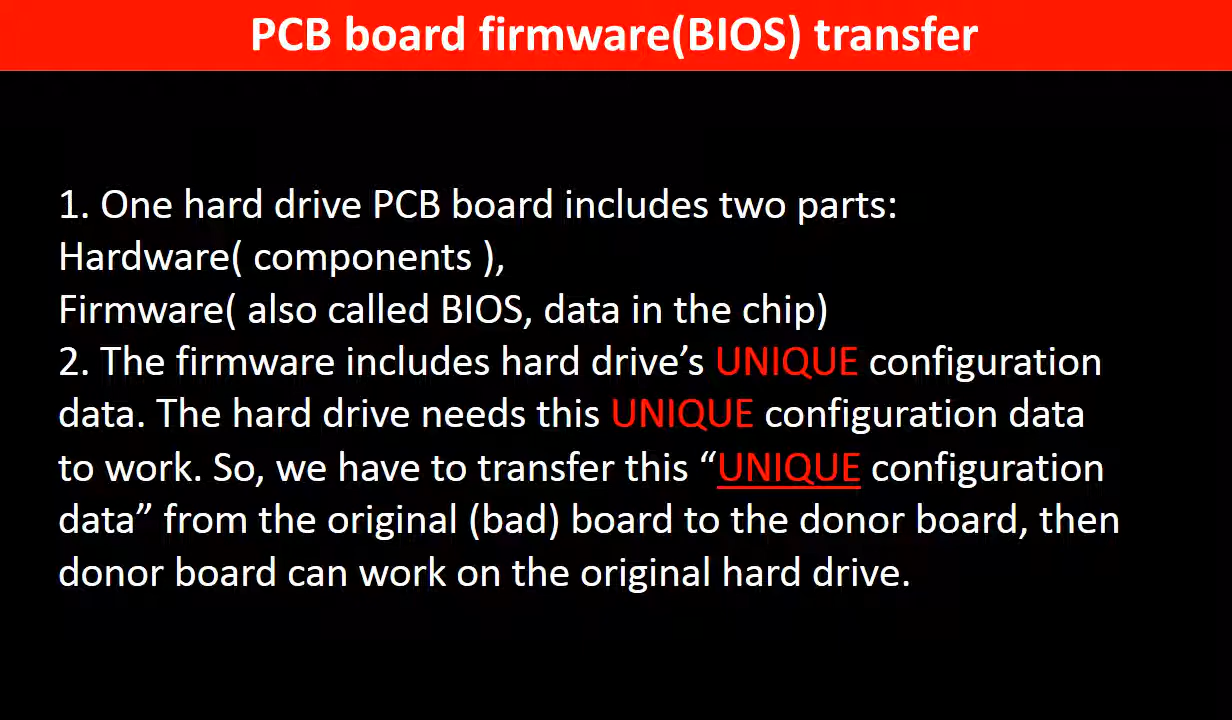 PCB board firmware(BIOS) transfer
1. One hard drive PCB board includes two parts:
Hardware( components ),
Firmware( also called BIOS, data in the chip)
2. The firmware includes hard drive’s UNIQUE configuration
data. The hard drive needs this UNIQUE configuration data
to work. So, we have to transfer this “UNIQUE configuration
data” from the original (bad) board to the donor board, then
donor board can work on the original hard drive.